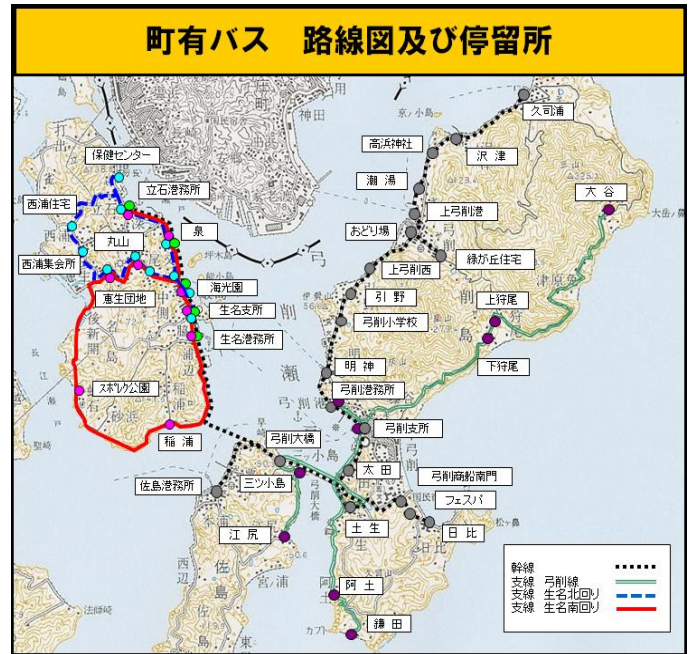 町有バス 路線図及び停留所
久司浦
高浜神社
沢津
保健センター
潮湯
大谷
立石港務所
西浦住宅
上弓削港
泉
おどり場
丸山
緑が丘住宅
西浦集会所
上弓削西
海光園
恵生団地
引野
上狩尾
生名支所
弓削小学校
生名港務所
下狩尾
明神
スポレク公園
弓削港務所
弓削支所
稲浦
弓削大橋
太田
弓削商船南門
佐島港務所
三ツ小島
フェスパ
土生
日比
江尻
阿土
鎌田
幹線
支線 弓削線
支線 生名北回り
支線 生名南回り